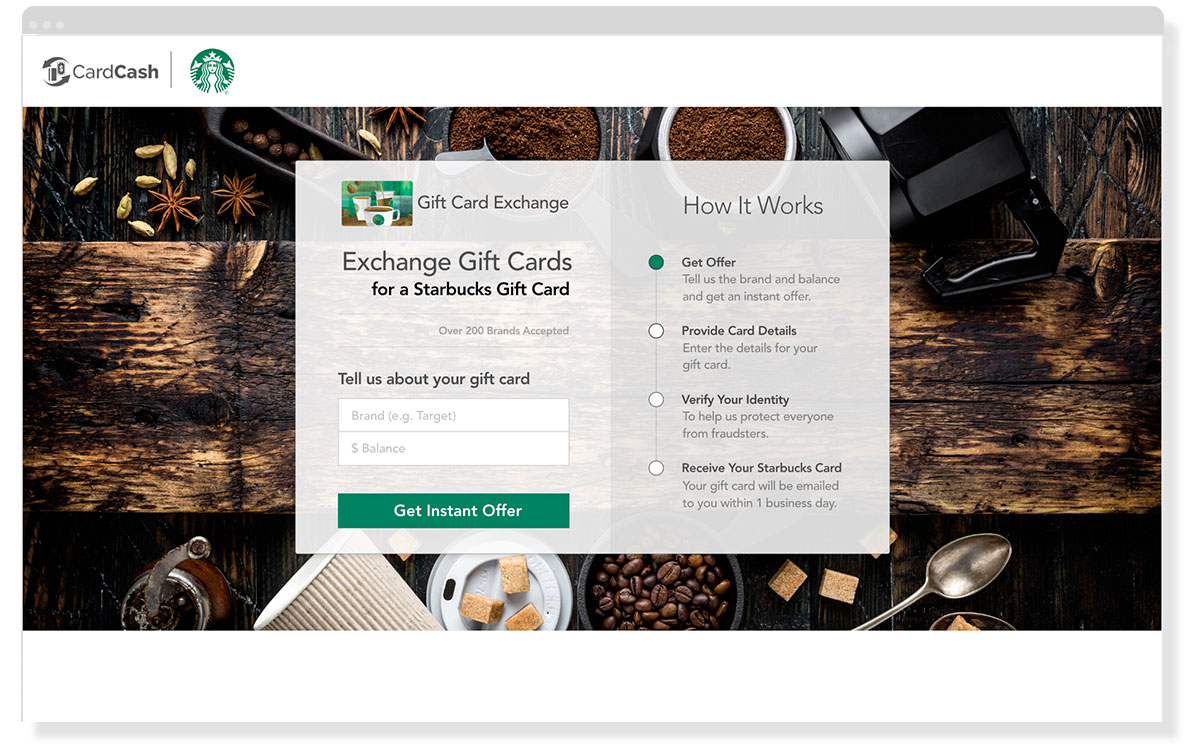 CardCash
Gift Card Exchange
Exchange Gift Cards
for a Starbucks Gift Card
Over 200 Brands Accepted
Tell us about your gift card
Brand (e.g. Target)
$ Balance
Get Instant Offer
How It Works
Get Offer
Tell us the brand and balance
and get an instant offer.
Provide Card Details
Enter the details for your
gift card.
Verify Your Identity
To help us protect everyone
from fraudsters.
Receive Your Starbucks Card
Your gift card will be emailed
to you within 1 business day.